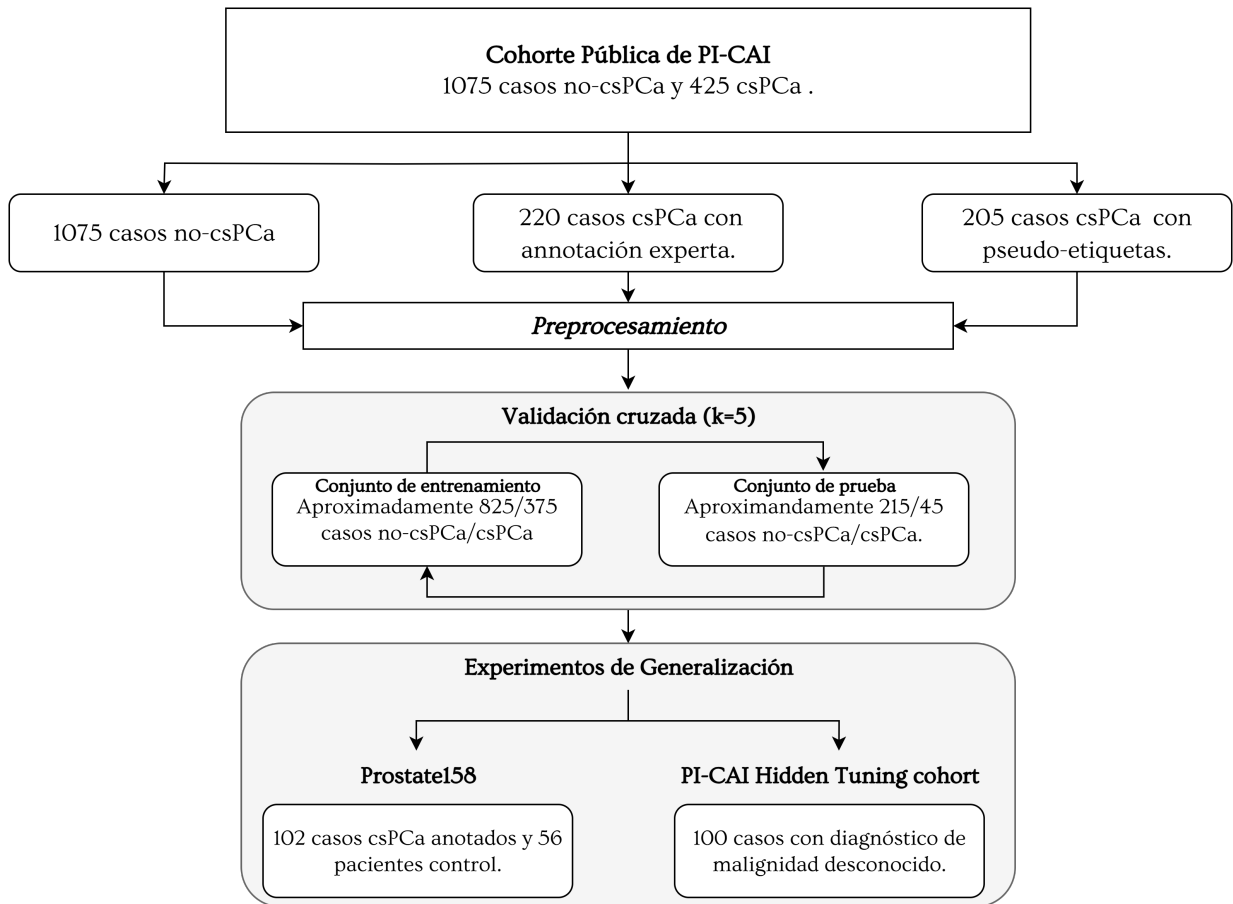 Cohorte Pública de PI-CAI
1075 casos no-csPCa y 425 csPCa .
1075 casos no-csPCa
220 casos csPCa con
annotación experta.
205 casos csPCa con
pseudo-etiquetas.
Preprocesamiento
Validación cruzada (k=5)
Conjunto de entrenamiento
Aproximadamente 825/375
casos no-csPCa/csPCa
Conjunto de prueba
Aproximandamente 215/45
casos no-csPCa/csPCa.
Experimentos de Generalización
Prostate158
102 casos csPCa anotados y 56
pacientes control.
PI-CAI Hidden Tuning cohort
100 casos con diagnóstico de
malignidad desconocido.